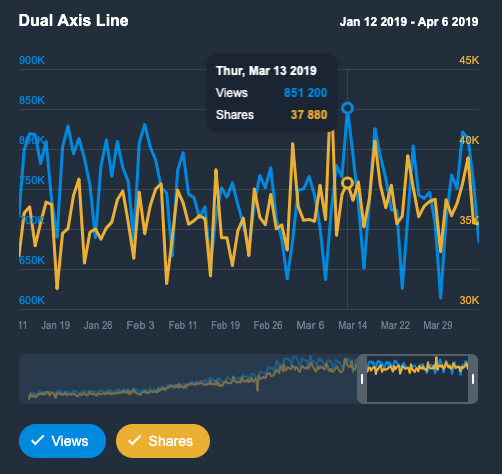 Dual Axis Line
Jan 12 2019 - Apr 6 2019
900K
45K
Thur, Mar 13 2019
Views 851 200
Shares 37 880
850K
800K
40K
750K
700K
35K
650K
600K
30K
11 Jan 19 Jan 26 Feb 3 Feb 11 Feb 19 Feb 26 Mar 6 Mar 14 Mar 22 Mar 29
Views Shares